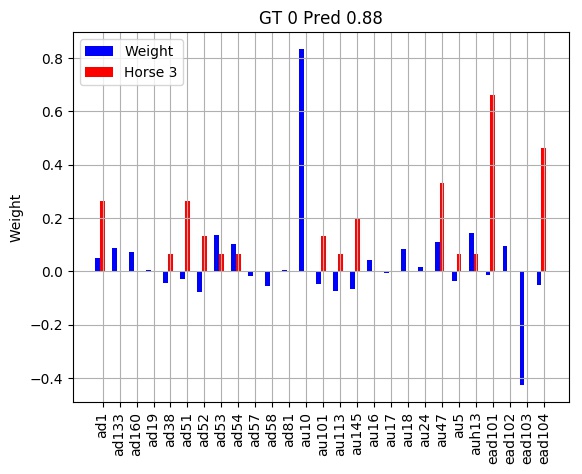 GT 0 Pred 0.88
Weight
Horse 3
Weight
0.8
0.6
0.4
0.2
0.0
−0.2
−0.4
ad1
ad133
ad160
ad19
ad38
ad51
ad52
ad53
ad54
ad57
ad58
ad81
au10
au101
au113
au145
au16
au17
au18
au24
au47
au5
auh13
ead101
ead102
ead103
ead104